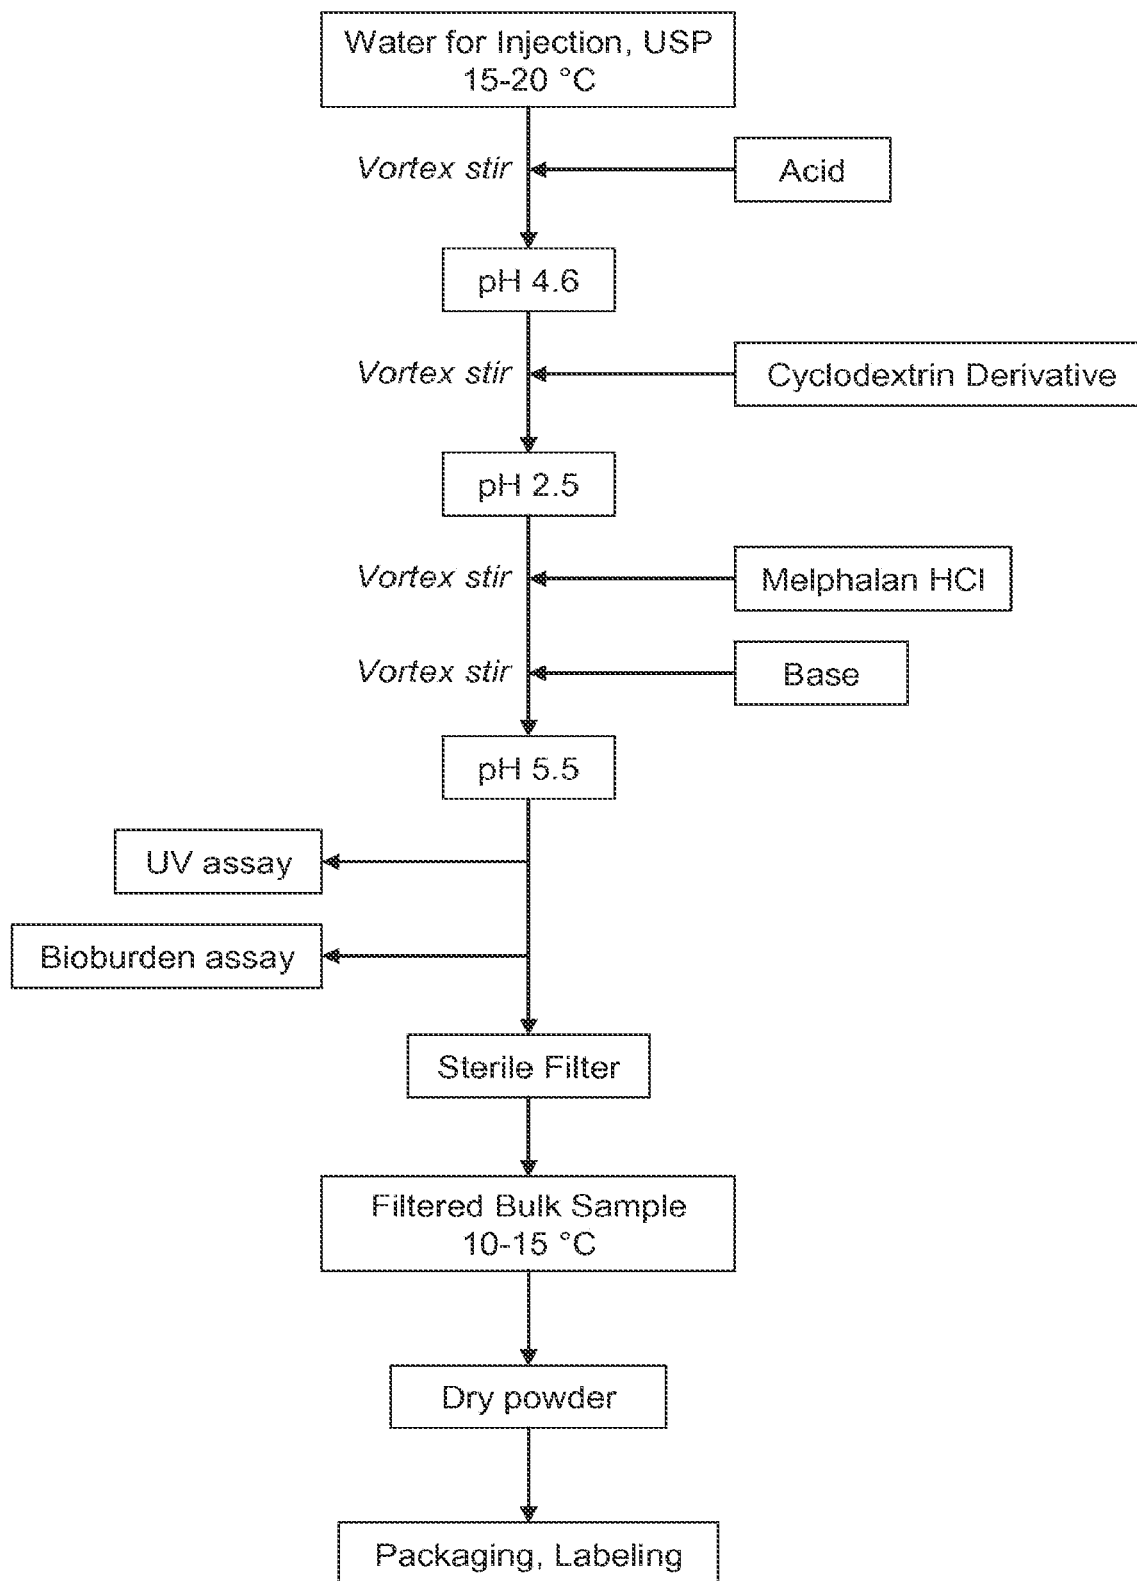 Water for Injection, USP
15-20 °C
Vortex stir
Acid
pH 4.6
Vortex stir
Cyclodextrin Derivative
pH 2.5
Vortex stir
Melphalan HCl
Vortex stir
Base
pH 5.5
UV assay
Bioburden assay
Sterile Filter
Filtered Bulk Sample
10-15 °C
Dry powder
Packaging, Labeling